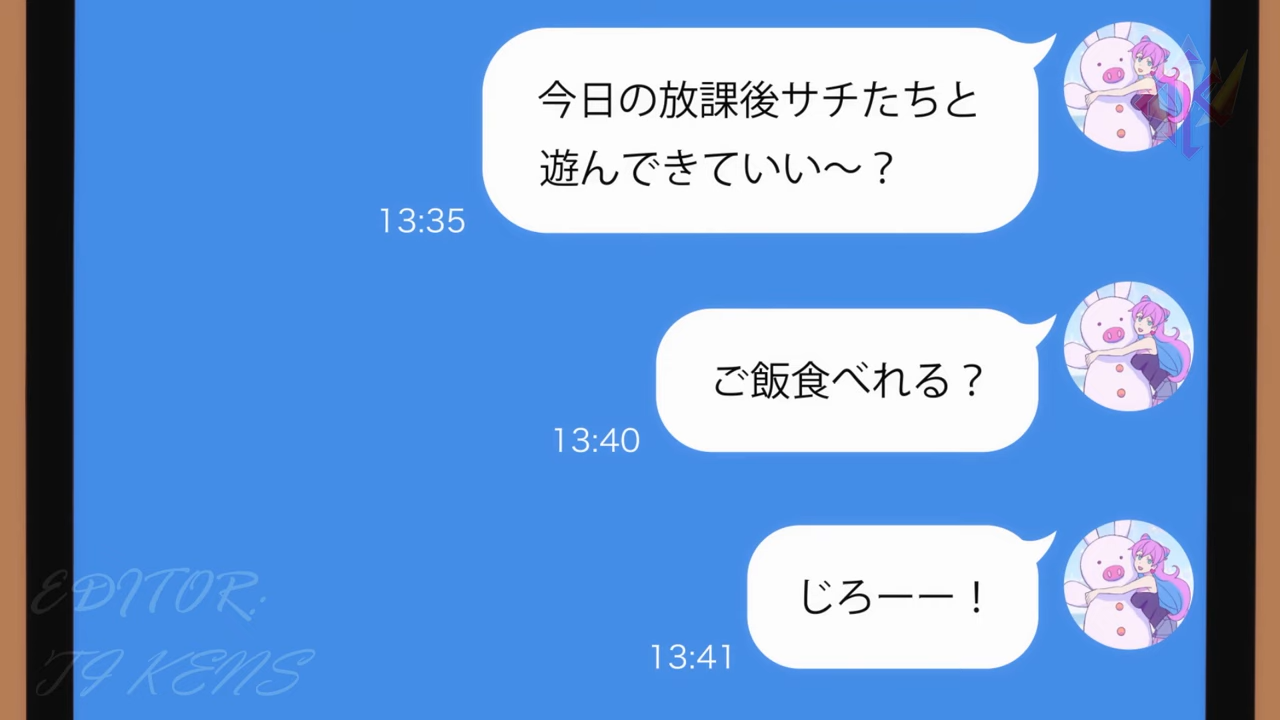 今日の放課後サチたちと
遊んできていい～？
13:35
ご飯食べれる？
13:40
じろーー！
13:41
EDITOR:
TJ KENS